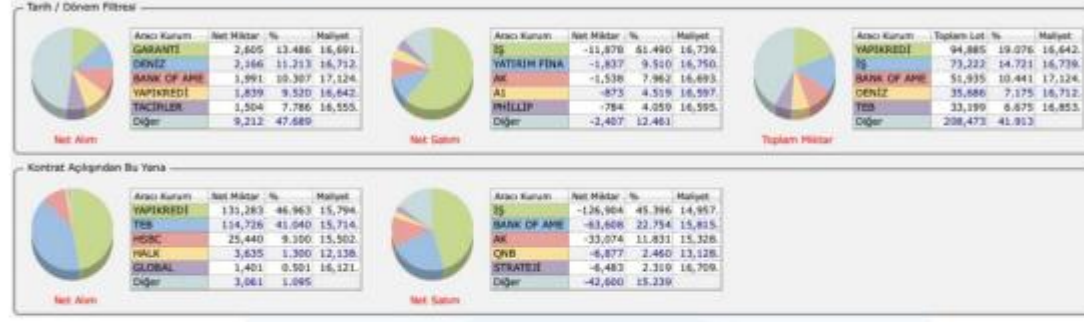 Tarih / Dönem Filtresi
Aracı Kurum Net Miktar % Maliyet
GARANTİ 2,605 13.486 16,691.
DENİZ 2,166 11.213 16,712.
BANK OF AME 1,991 10.307 17,124.
YAPIKREDİ 1,839 9.520 16,642.
TACİRLER 1,504 7.786 16,555.
Diğer 9,212 47.689
Net Alım
Aracı Kurum Net Miktar % Maliyet
İŞ -11,878 61.490 16,739.
YATIRIM FİNA -1,837 9.510 16,750.
AK -1,538 7.962 16,693.
A1 -873 4.519 16,597.
PHİLLİP -784 4.059 16,595.
Diğer -2,407 12.461
Net Satım
Aracı Kurum Toplam Lot % Maliyet
YAPIKREDİ 94,885 19.076 16,642.
İŞ 73,222 14.721 16,739.
BANK OF AME 51,935 10.441 17,124.
DENİZ 35,686 7.175 16,712.
TEB 33,199 6.675 16,853.
Diğer 208,473 41.913
Toplam Miktar
Kontrat Açılışından Bu Yana
Aracı Kurum Net Miktar % Maliyet
YAPIKREDİ 131,283 46.963 15,794.
TEB 114,726 41.040 15,714.
HSBC 25,440 9.100 15,502.
HALK 3,635 1.300 12,138.
GLOBAL 1,401 0.501 16,121.
Diğer 3,061 1.095
Net Alım
Aracı Kurum Net Miktar % Maliyet
İŞ -126,904 45.396 14,957.
BANK OF AME -63,608 22.754 15,815.
AK -33,074 11.831 15,328.
QNB -6,877 2.460 13,128.
STRATEJİ -6,483 2.319 16,709.
Diğer -42,600 15.239
Net Satım